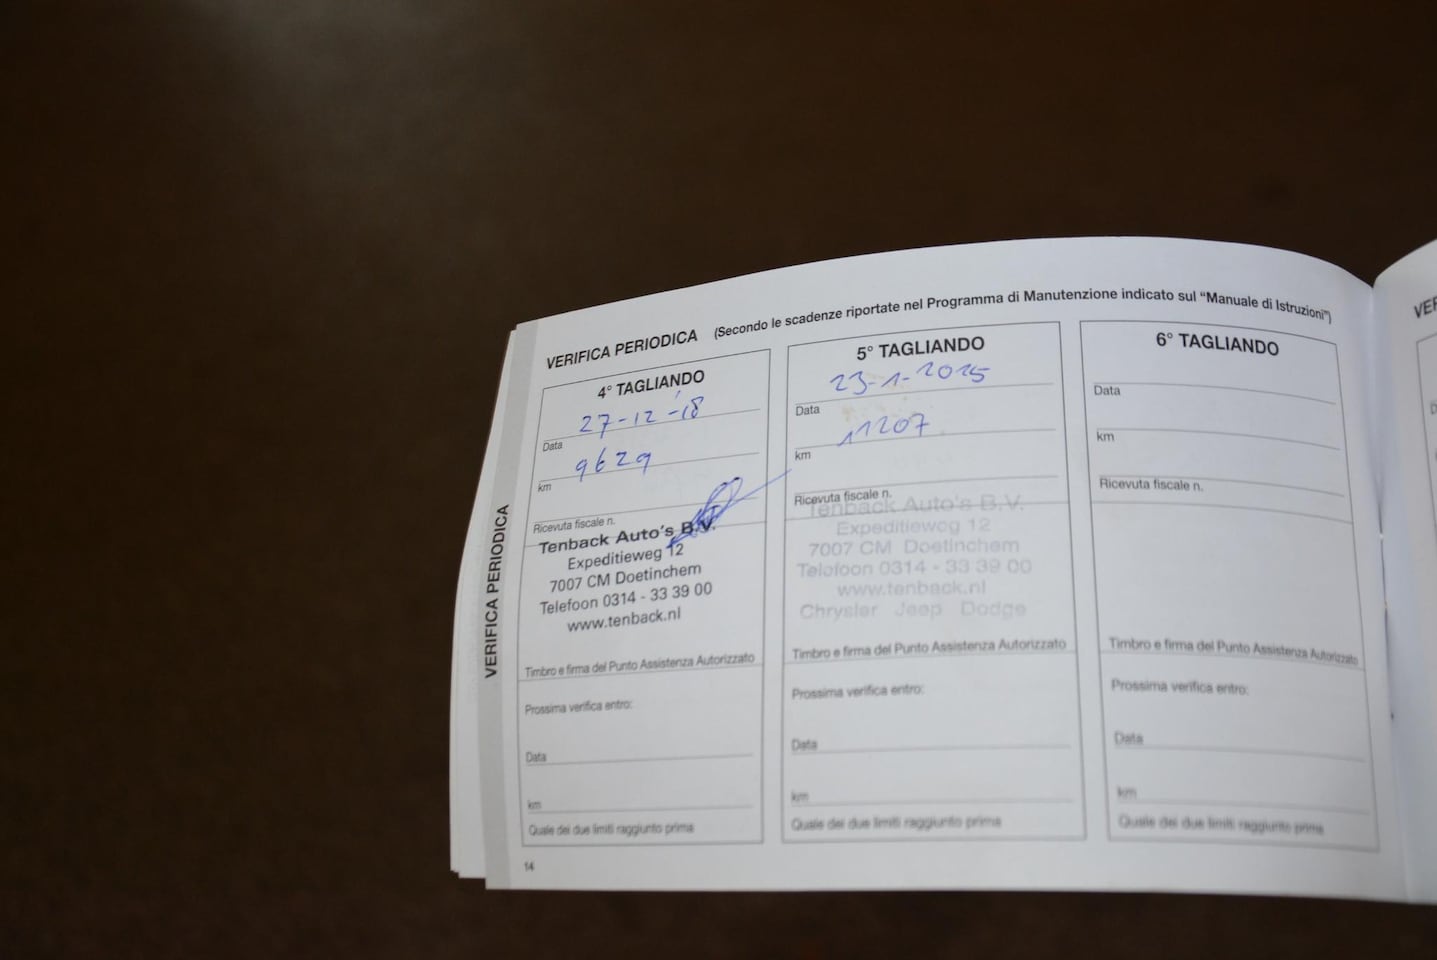 VERIFICA PERIODICA (Secondo le scadenze riportate nel Programma di Manutenzione indicato sul "Manuale di Istruzioni")
VERIFICA PERIODICA
4° TAGLIANDO
27-12-'18
Data
9629
km
Ricevuta fiscale n.
Tenback Auto's B.V.
Expeditieweg 12
7007 CM Doetinchem
Telefoon 0314 - 33 39 00
www.tenback.nl
Timbro e firma del Punto Assistenza Autorizzato
Prossima verifica entro:
Data
km
Quale dei due limiti raggiunto prima
14
5° TAGLIANDO
23-1-2025
Data
11207
km
Ricevuta fiscale n.
Tenback Auto's B.V.
Expeditieweg 12
7007 CM Doetinchem
Telefoon 0314 - 33 39 00
www.tenback.nl
Chrysler Jeep Dodge
Timbro e firma del Punto Assistenza Autorizzato
Prossima verifica entro:
Data
km
Quale dei due limiti raggiunto prima
6° TAGLIANDO
Data
km
Ricevuta fiscale n.
Timbro e firma del Punto Assistenza Autorizzato
Prossima verifica entro:
Data
km
Quale dei due limiti raggiunto prima